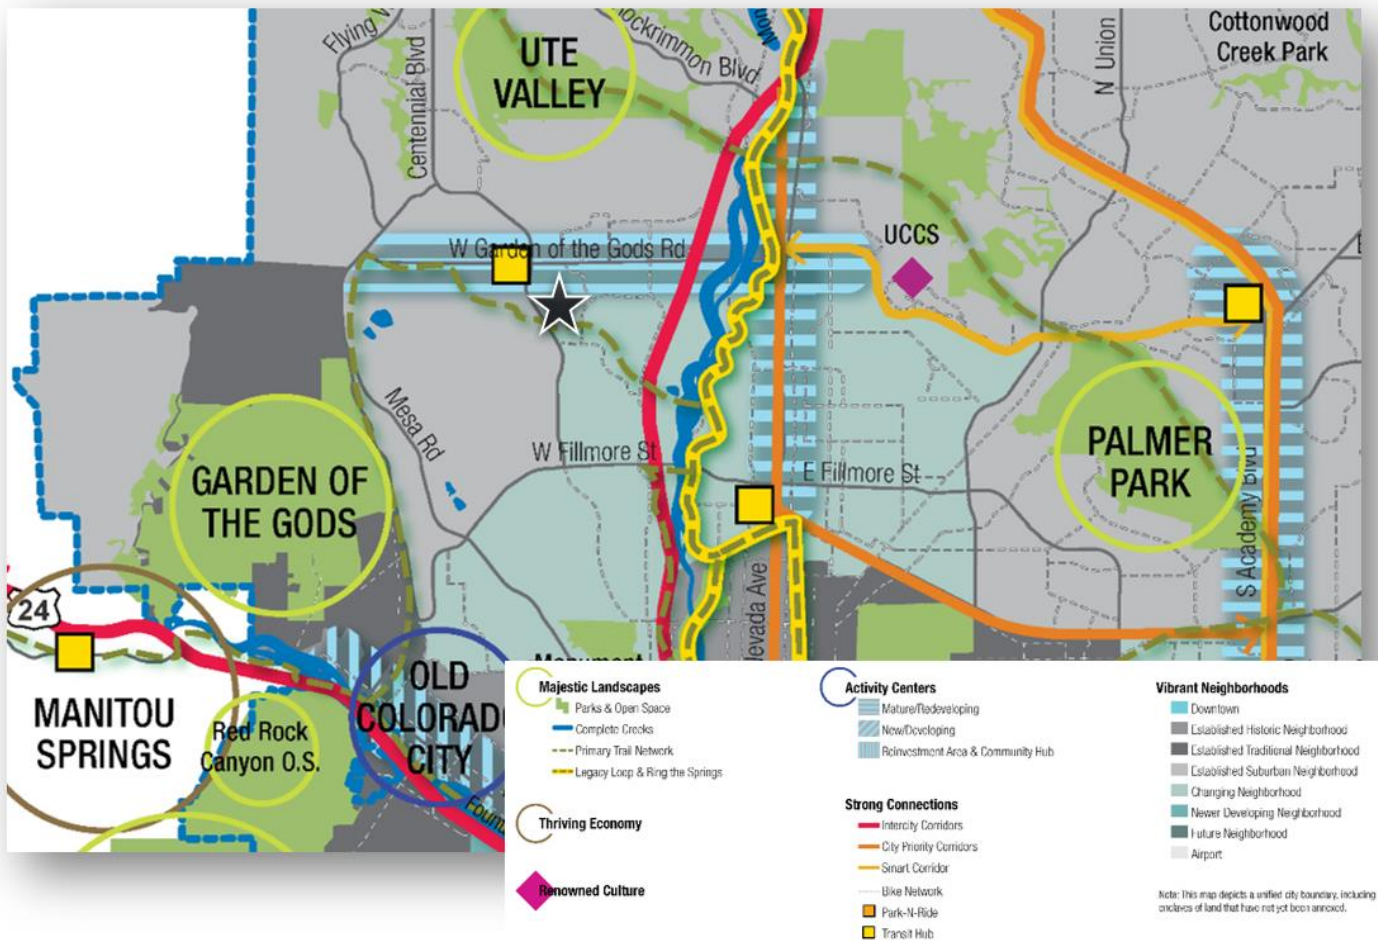 Flying
Centennial Blvd
UTE
VALLEY
ockrimmon Blvd
Mon
N Union
Cottonwood
Creek Park
W Garden of the Gods Rd
UCCS
Mesa Rd
W Fillmore St
E Fillmore St
GARDEN OF
THE GODS
PALMER
PARK
S Academy Blvd
24
MANITOU
SPRINGS
Red Rock
Canyon O.S.
OLD
COLORAD
CITY
evada Ave
Monument
Fount
Majestic Landscapes
Parks & Open Space
Complete Creeks
Primary Trail Network
Legacy Loop & Ring the Springs
Thriving Economy
Renowned Culture
Activity Centers
Mature/Redeveloping
New/Developing
Reinvestment Area & Community Hub
Strong Connections
Intercity Corridors
City Priority Corridors
Smart Corridor
Bike Network
Park-N-Ride
Transit Hub
Vibrant Neighborhoods
Downtown
Established Historic Neighborhood
Established Traditional Neighborhood
Established Suburban Neighborhood
Changing Neighborhood
Newer Developing Neighborhood
Future Neighborhood
Airport
Note: This map depicts a unified city boundary, including
enclaves of land that have not yet been annexed.